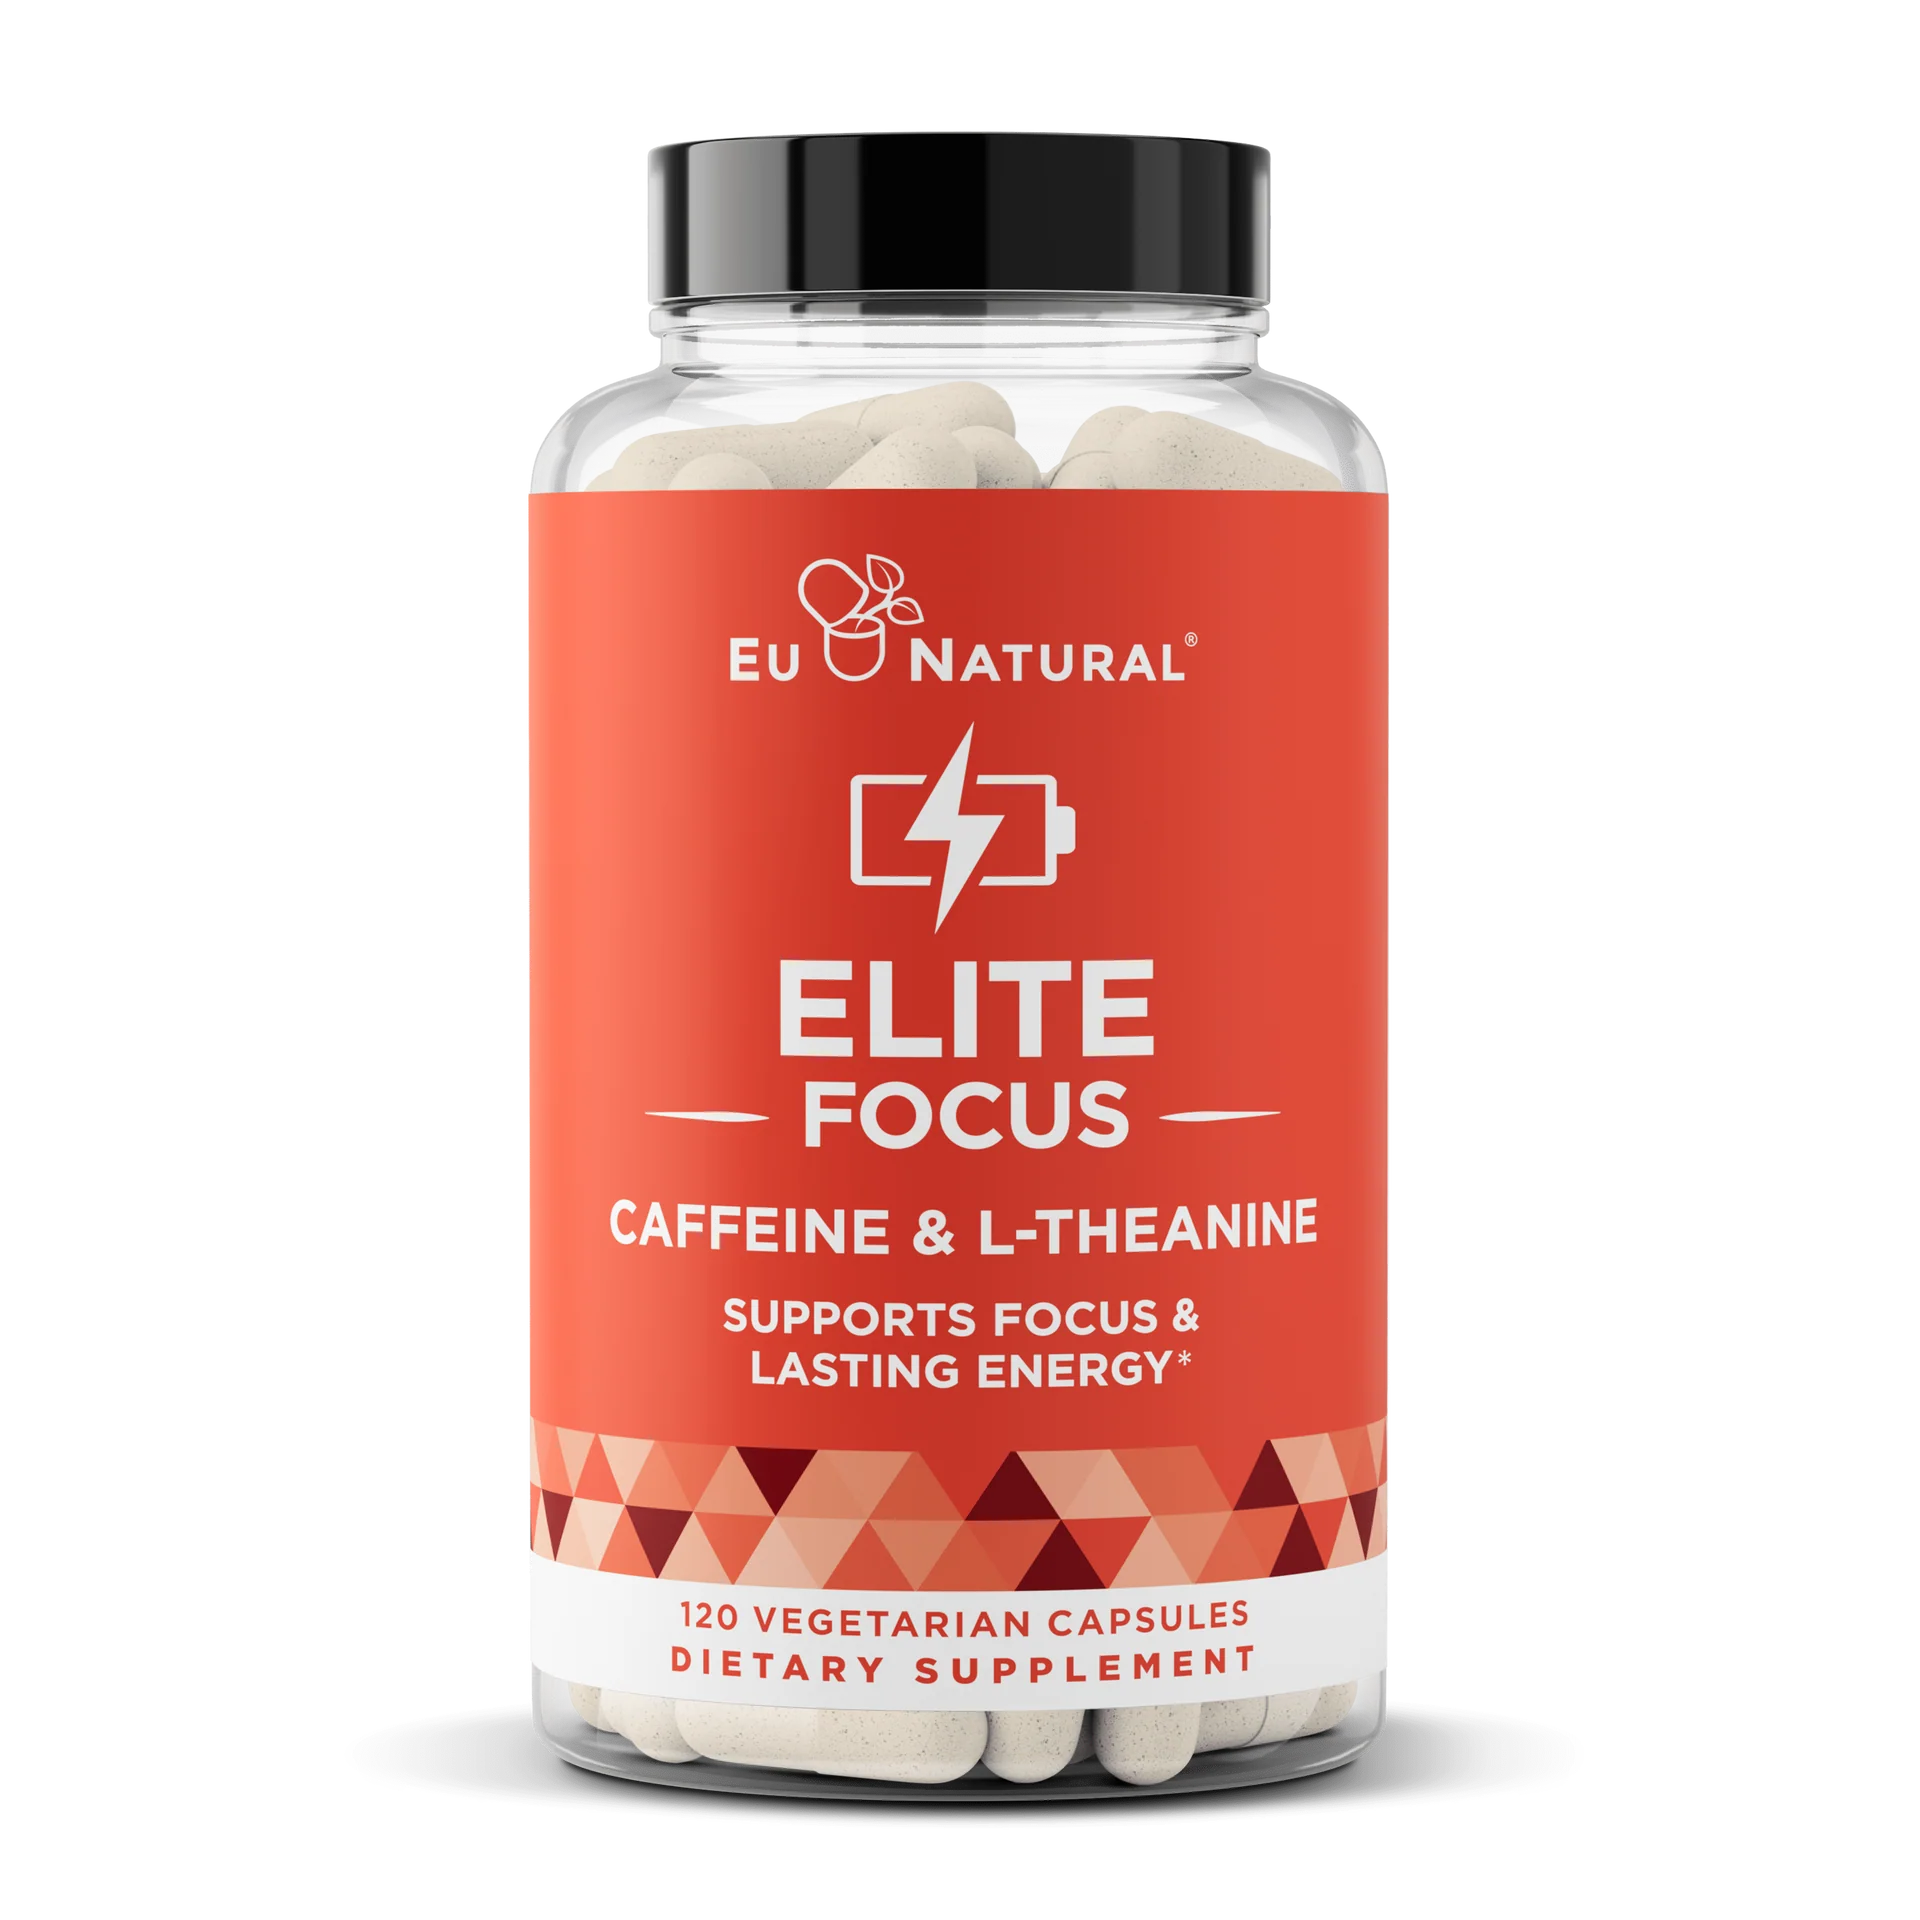 EU NATURAL®
ELITE
FOCUS
CAFFEINE & L-THEANINE
SUPPORTS FOCUS &
LASTING ENERGY*
120 VEGETARIAN CAPSULES
DIETARY SUPPLEMENT